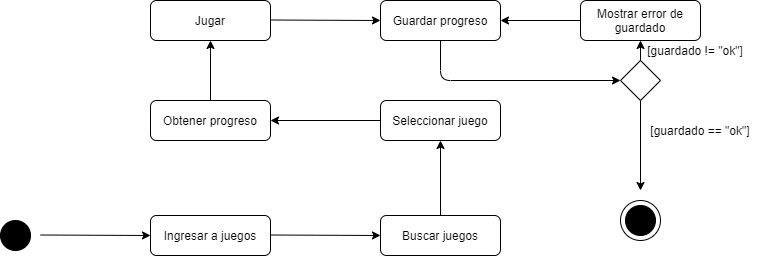 Jugar
Guardar progreso
Mostrar error de
guardado
[guardado != "ok"]
Obtener progreso
Seleccionar juego
[guardado == "ok"]
Ingresar a juegos
Buscar juegos